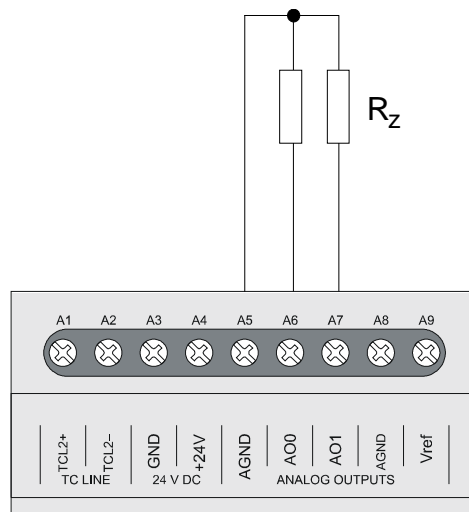 Rz
A1 A2 A3 A4 A5 A6 A7 A8 A9
TCL2+ TCL2– GND +24V AGND AO0 AO1 AGND Vref
TC LINE 24 V DC ANALOG OUTPUTS